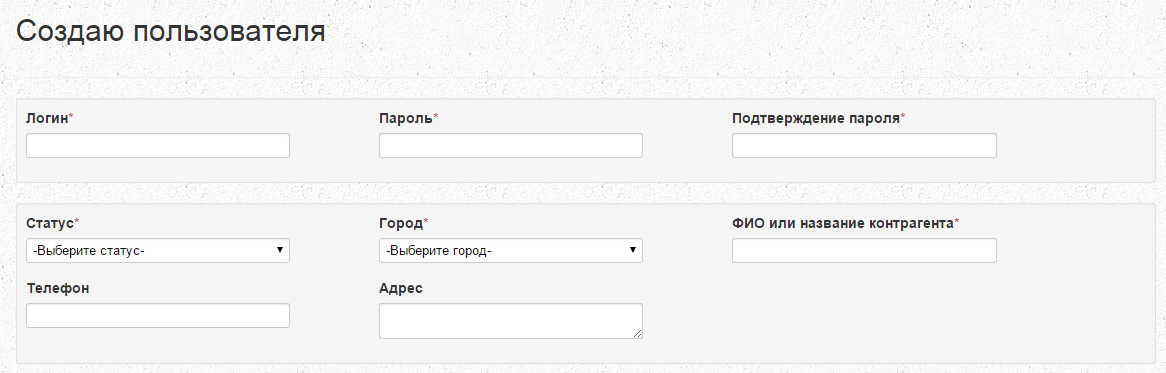 Создаю пользователя
Логин* Пароль* Подтверждение пароля*
Статус* Город* ФИО или название контрагента*
-Выберите статус- -Выберите город-
Телефон Адрес